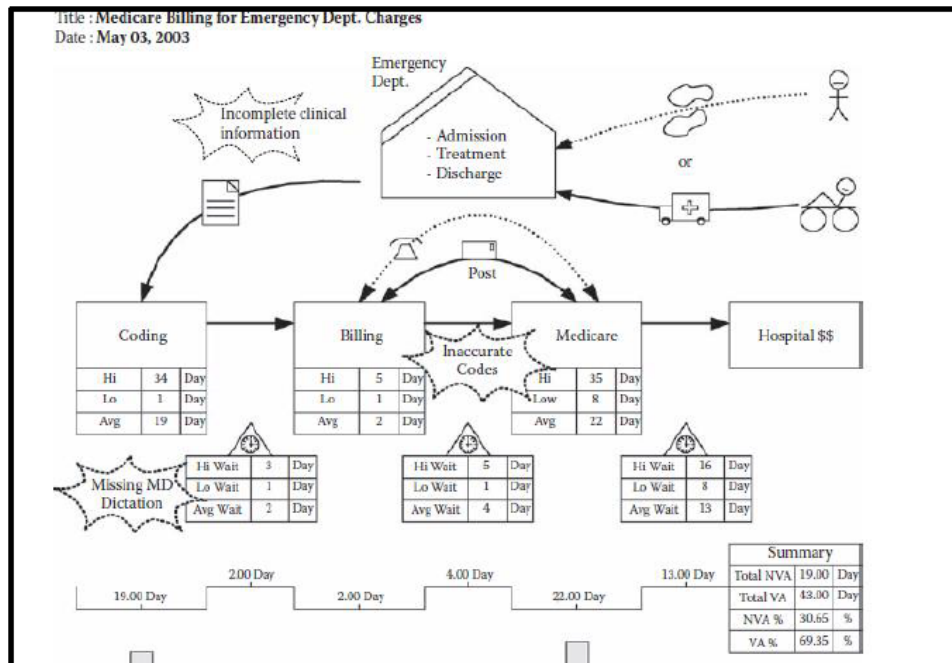 Title : Medicare Billing for Emergency Dept. Charges
Date : May 03, 2003
Emergency
Dept.
Incomplete clinical
information
- Admission
- Treatment
- Discharge
or
Post
Coding
Hi 34 Day
Lo 1 Day
Avg 19 Day
Billing
Hi 5 Day
Lo 1 Day
Avg 2 Day
Inaccurate
Codes
Medicare
Hi 35 Day
Low 8 Day
Avg 22 Day
Hospital $$
Missing MD
Dictation
Hi Wait 3 Day
Lo Wait 1 Day
Avg Wait 2 Day
Hi Wait 5 Day
Lo Wait 1 Day
Avg Wait 4 Day
Hi Wait 16 Day
Lo Wait 8 Day
Avg Wait 13 Day
19.00 Day
2.00 Day
2.00 Day
4.00 Day
22.00 Day
13.00 Day
Summary
Total NVA 19.00 Day
Total VA 43.00 Day
NVA % 30.65 %
VA % 69.35 %